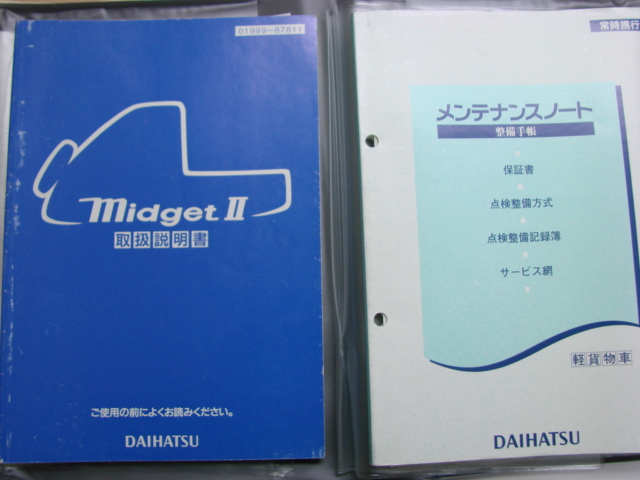 01999-87811
midget II
取扱説明書
ご使用の前によくお読みください。
DAIHATSU
常時携行
メンテナンスノート
整備手帳
保証書
点検整備方式
点検整備記録簿
サービス網
軽貨物車
DAIHATSU